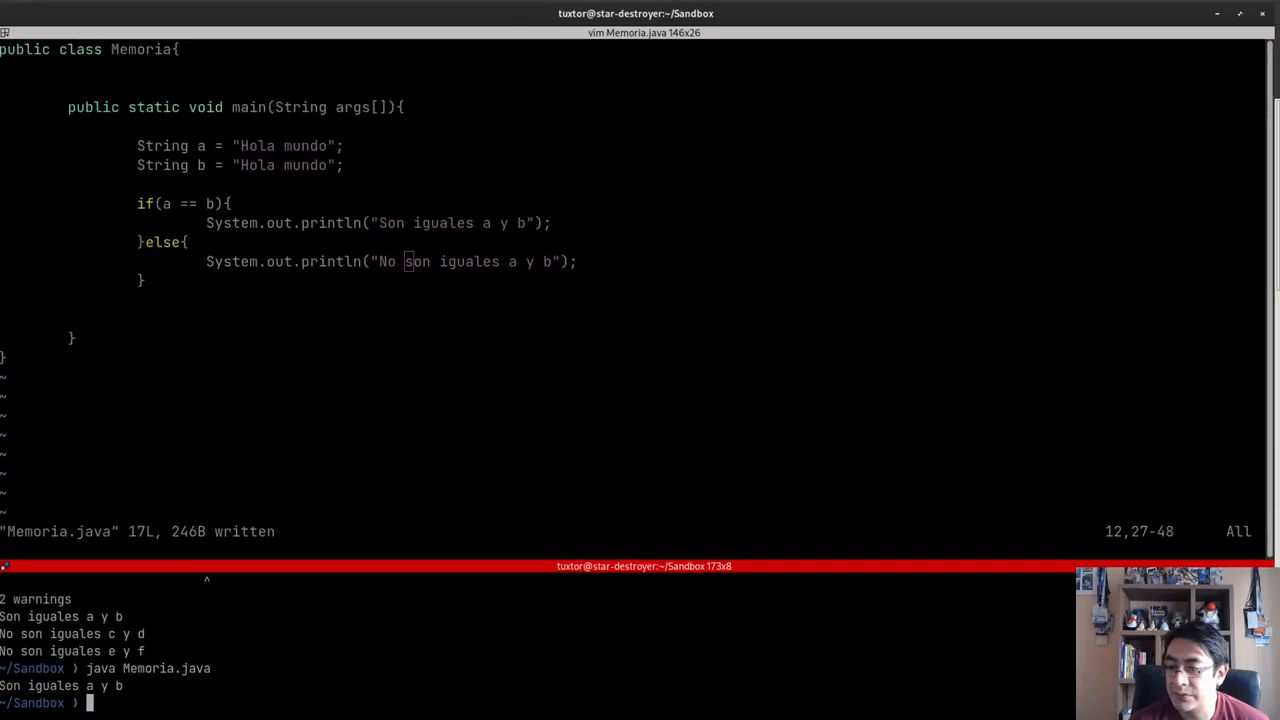 tuxtor@star-destroyer:~/Sandbox
vim Memoria.java 146x26
public class Memoria{
public static void main(String args[]){
String a = "Hola mundo";
String b = "Hola mundo";
if(a == b){
System.out.println("Son iguales a y b");
}else{
System.out.println("No son iguales a y b");
}
}
}
~
~
~
~
~
~
~
~
"Memoria.java" 17L, 246B written 12,27-48 All
tuxtor@star-destroyer:~/Sandbox 173x8
^
2 warnings
Son iguales a y b
No son iguales c y d
No son iguales e y f
~/Sandbox ❯ java Memoria.java
Son iguales a y b
~/Sandbox ❯